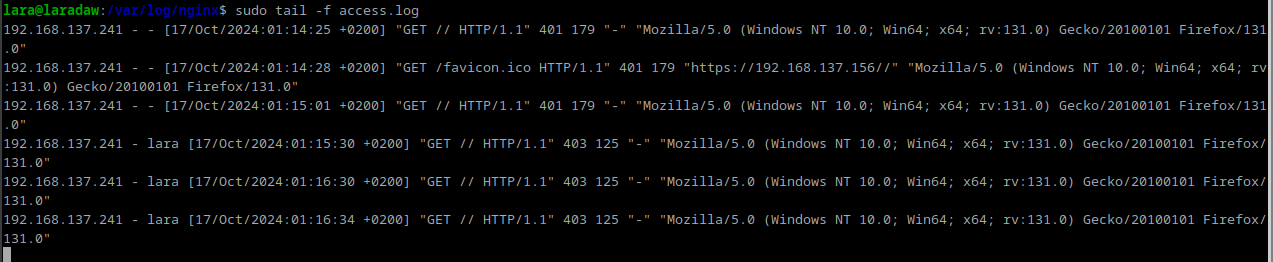 lara@laradaw:/var/log/nginx$ sudo tail -f access.log
192.168.137.241 - - [17/Oct/2024:01:14:25 +0200] "GET // HTTP/1.1" 401 179 "-" "Mozilla/5.0 (Windows NT 10.0; Win64; x64; rv:131.0) Gecko/20100101 Firefox/131
.0"
192.168.137.241 - - [17/Oct/2024:01:14:28 +0200] "GET /favicon.ico HTTP/1.1" 401 179 "https://192.168.137.156//" "Mozilla/5.0 (Windows NT 10.0; Win64; x64; rv
:131.0) Gecko/20100101 Firefox/131.0"
192.168.137.241 - - [17/Oct/2024:01:15:01 +0200] "GET // HTTP/1.1" 401 179 "-" "Mozilla/5.0 (Windows NT 10.0; Win64; x64; rv:131.0) Gecko/20100101 Firefox/131
.0"
192.168.137.241 - lara [17/Oct/2024:01:15:30 +0200] "GET // HTTP/1.1" 403 125 "-" "Mozilla/5.0 (Windows NT 10.0; Win64; x64; rv:131.0) Gecko/20100101 Firefox/
131.0"
192.168.137.241 - lara [17/Oct/2024:01:16:30 +0200] "GET // HTTP/1.1" 403 125 "-" "Mozilla/5.0 (Windows NT 10.0; Win64; x64; rv:131.0) Gecko/20100101 Firefox/
131.0"
192.168.137.241 - lara [17/Oct/2024:01:16:34 +0200] "GET // HTTP/1.1" 403 125 "-" "Mozilla/5.0 (Windows NT 10.0; Win64; x64; rv:131.0) Gecko/20100101 Firefox/
131.0"